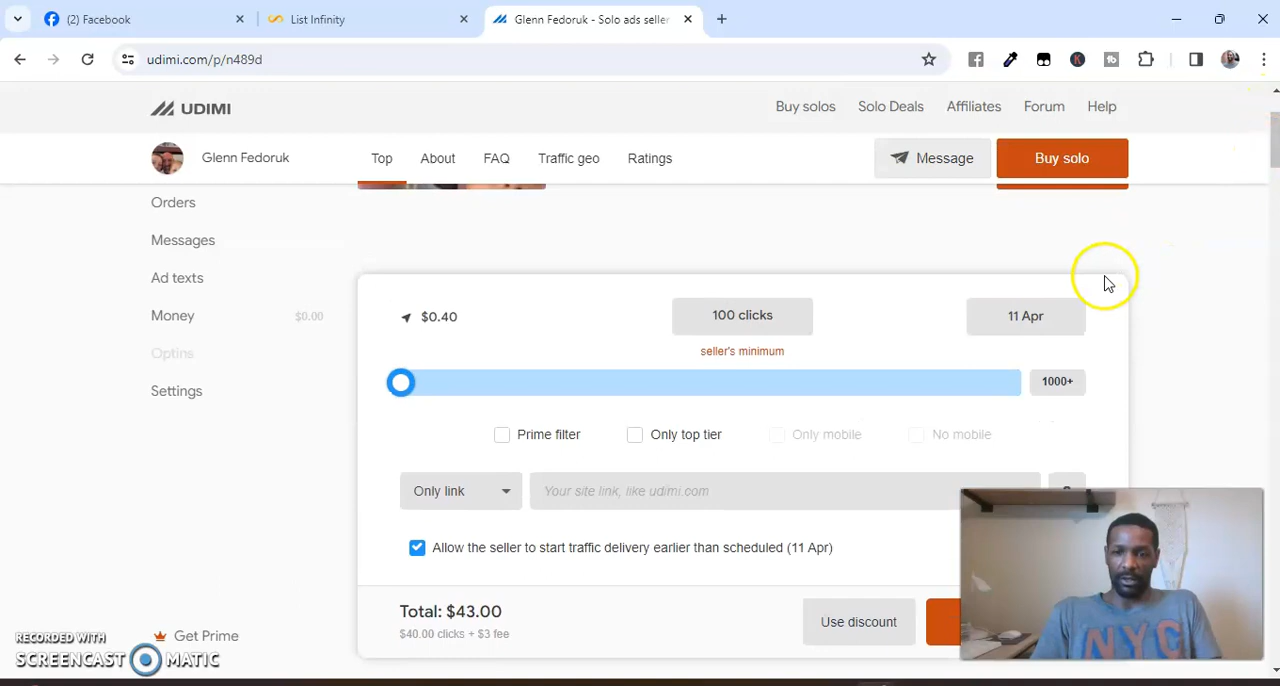 (2) Facebook
List Infinity
Glenn Fedoruk - Solo ads seller
udimi.com/p/n489d
UDIMI
Buy solos
Solo Deals
Affiliates
Forum
Help
Glenn Fedoruk
Top
About
FAQ
Traffic geo
Ratings
Message
Buy solo
Orders
Messages
Ad texts
Money
$0.00
Optins
Settings
$0.40
100 clicks
11 Apr
seller's minimum
1000+
Prime filter
Only top tier
Only mobile
No mobile
Only link
Your site link, like udimi.com
Allow the seller to start traffic delivery earlier than scheduled (11 Apr)
Total: $43.00
$40.00 clicks + $3 fee
Use discount
Get Prime
RECORDED WITH
SCREENCAST MATIC
NYC